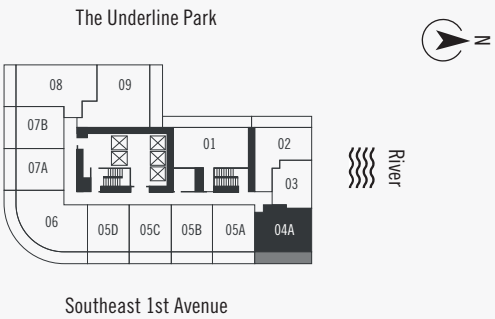 The Underline Park
N
08
09
07B
01
02
River
07A
03
06
05D
05C
05B
05A
04A
Southeast 1st Avenue